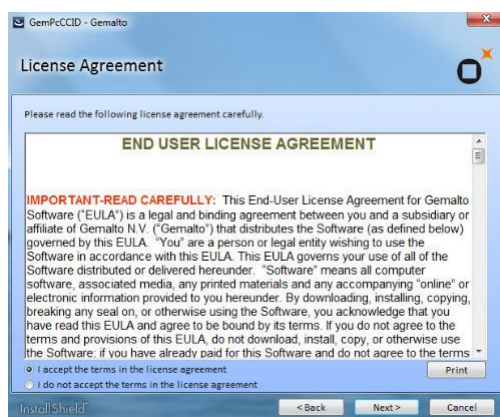 GemPcCCID - Gemalto
License Agreement
Please read the following license agreement carefully.
END USER LICENSE AGREEMENT
IMPORTANT-READ CAREFULLY: This End-User License Agreement for Gemalto
Software ("EULA") is a legal and binding agreement between you and a subsidiary or
affiliate of Gemalto N.V. ("Gemalto") that distributes the Software (as defined below)
governed by this EULA. "You" are a person or legal entity wishing to use the
Software in accordance with this EULA. This EULA governs your use of all of the
Software distributed or delivered hereunder. "Software" means all computer
software, associated media, any printed materials and any accompanying "online" or
electronic information provided to you hereunder. By downloading, installing, copying,
breaking any seal on, or otherwise using the Software, you acknowledge that you
have read this EULA and agree to be bound by its terms. If you do not agree to the
terms and provisions of this EULA, do not download, install, copy, or otherwise use
the Software; if you have already paid for this Software and do not agree to the terms
I accept the terms in the license agreement
Print
I do not accept the terms in the license agreement
InstallShield
< Back
Next >
Cancel